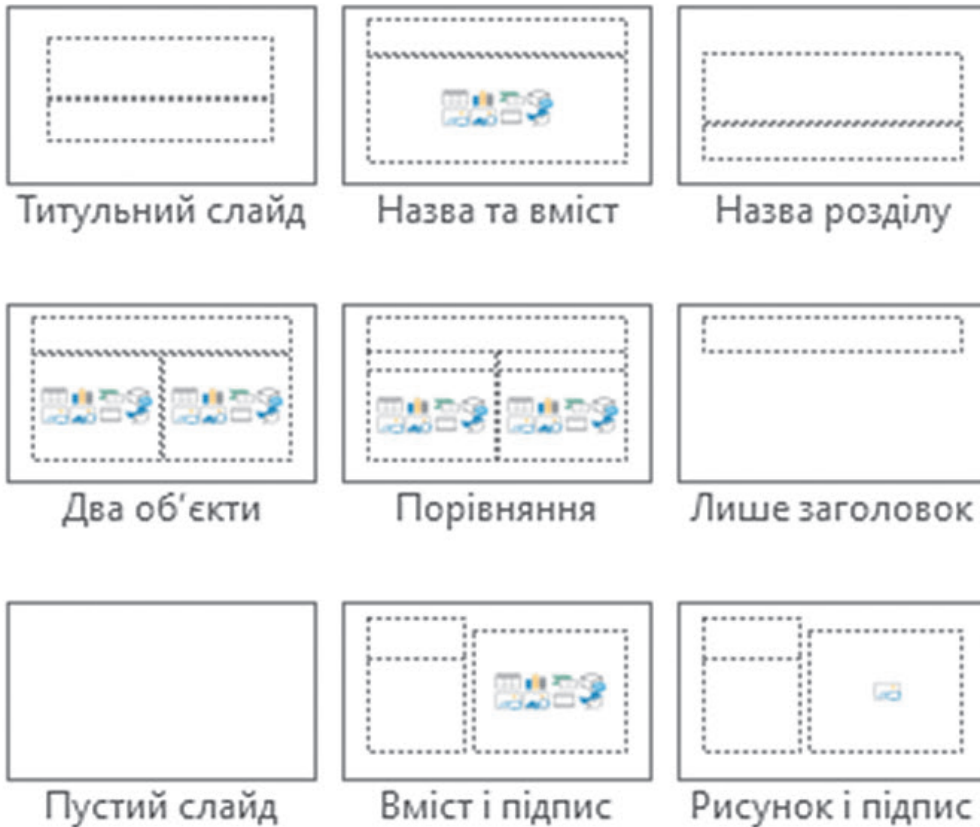 Титульний слайд
Назва та вміст
Назва розділу
Два об'єкти
Порівняння
Лише заголовок
Пустий слайд
Вміст і підпис
Рисунок і підпис